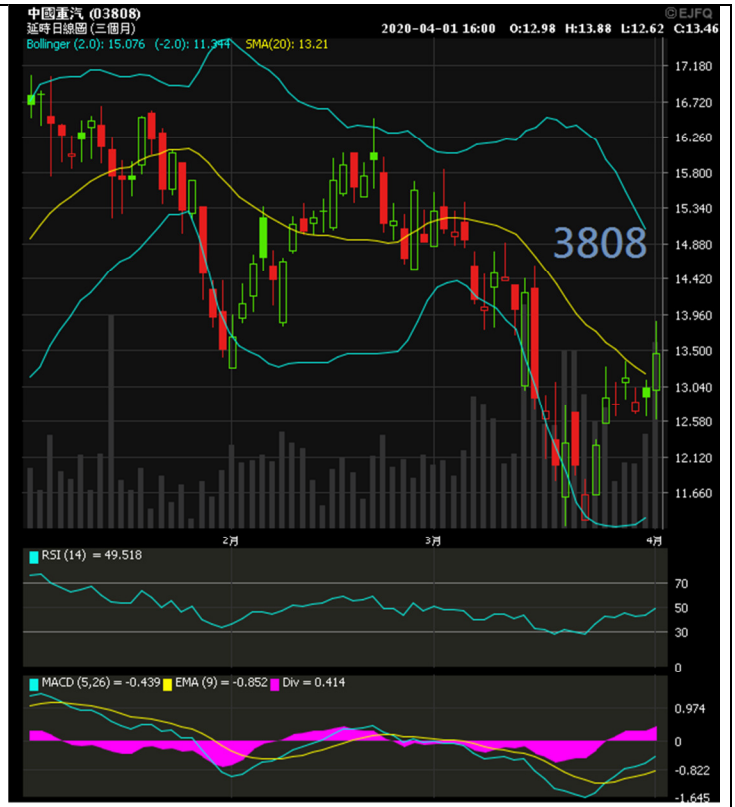 中國重汽 (03808)
©EJFQ
延時日線圖 (三個月)
2020-04-01 16:00 O:12.98 H:13.88 L:12.62 C:13.46
Bollinger (2.0): 15.076 (-2.0): 11.344 SMA(20): 13.21
17.180
16.720
16.260
15.800
15.340
3808
14.880
14.420
13.960
13.500
13.040
12.580
12.120
11.660
2月 3月 4月
RSI (14) = 49.518
70
50
30
0
MACD (5,26) = -0.439 EMA (9) = -0.852 Div = 0.414
0.974
0
-0.822
-1.645